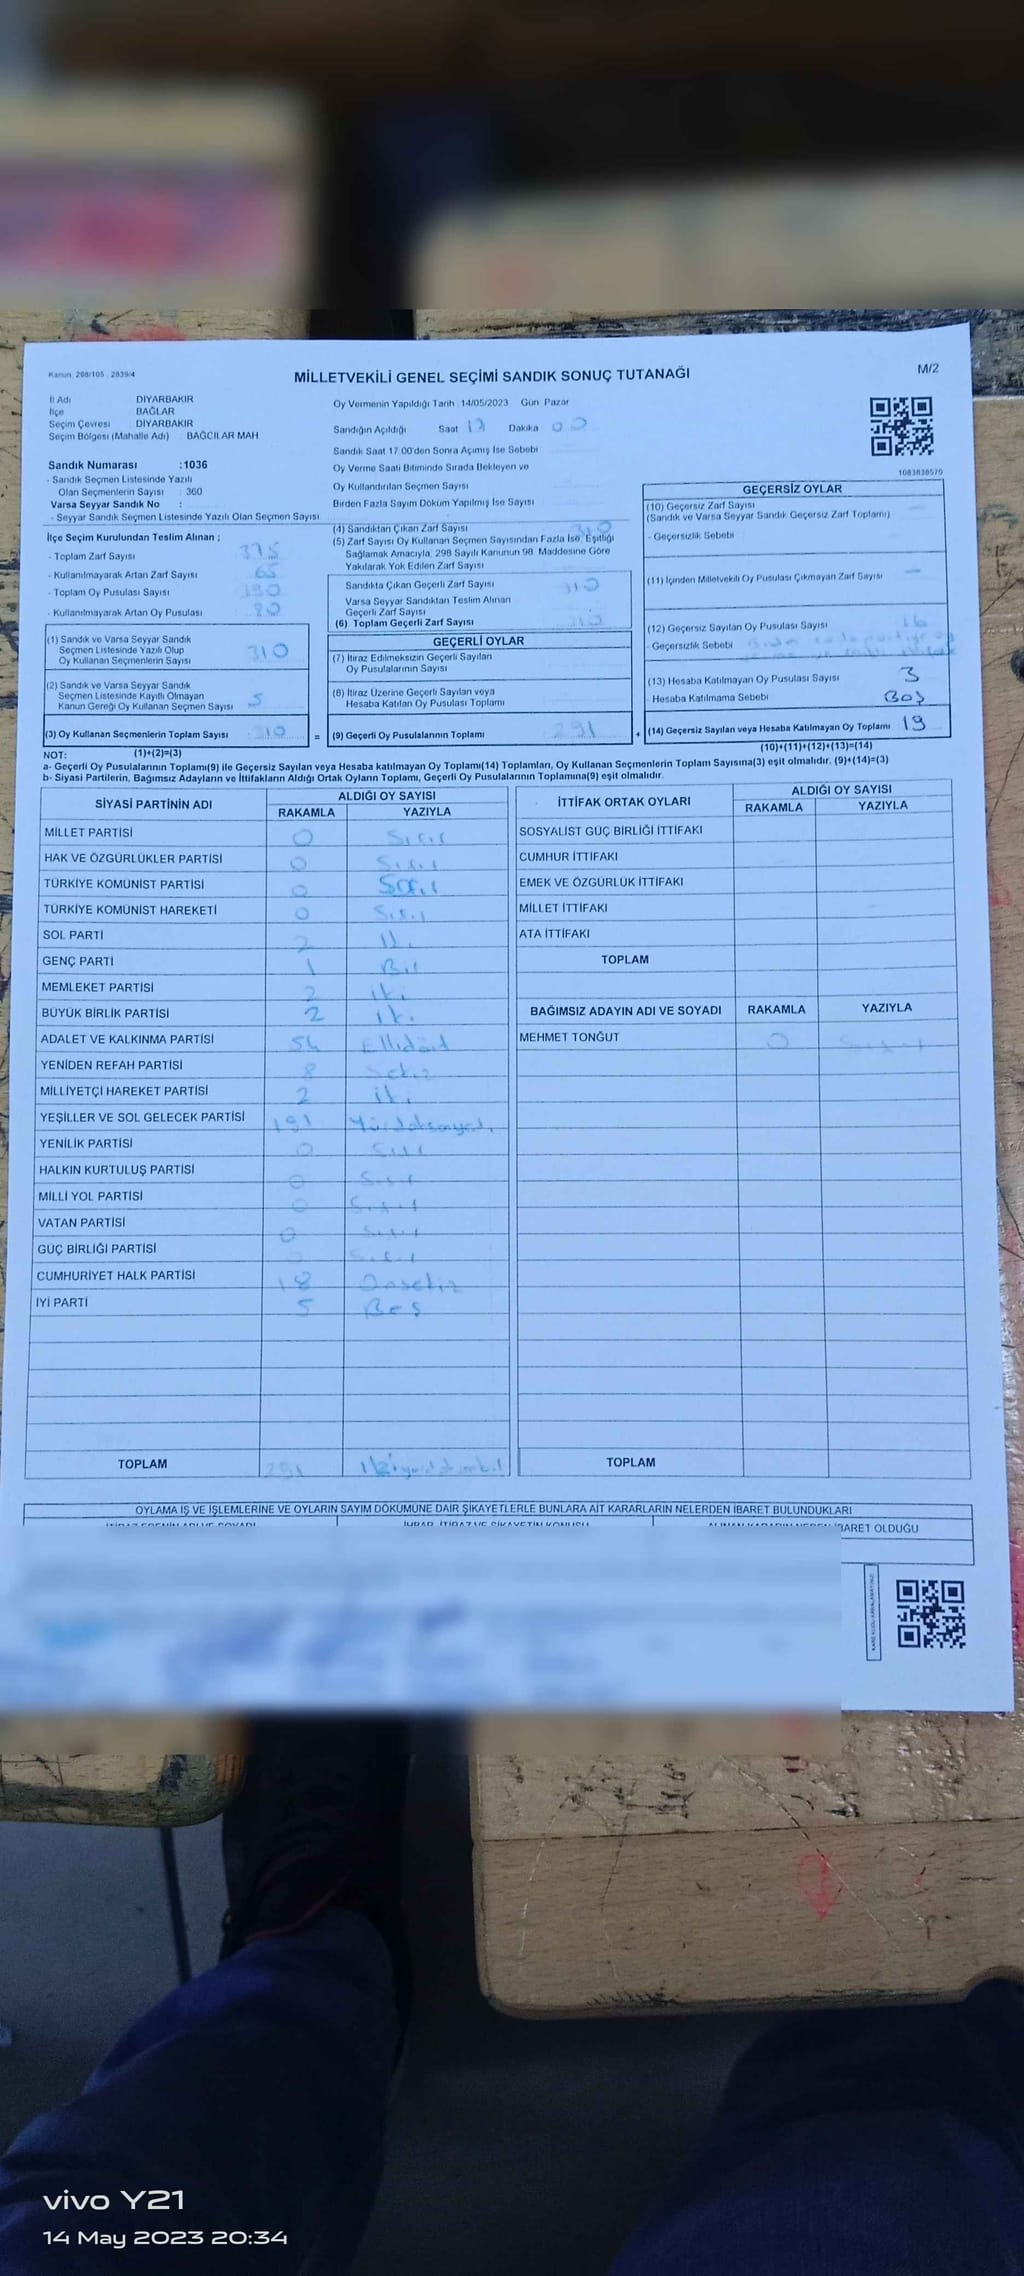 Kanun, 298/105 , 2839/4
MİLLETVEKİLİ GENEL SEÇİMİ SANDIK SONUÇ TUTANAĞI
M/2
İl Adı DİYARBAKIR
İlçe BAĞLAR
Seçim Çevresi DİYARBAKIR
Seçim Bölgesi (Mahalle Adı) BAĞCILAR MAH
Sandık Numarası :1036
- Sandık Seçmen Listesinde Yazılı
Olan Seçmenlerin Sayısı : 360
Varsa Seyyar Sandık No :
- Seyyar Sandık Seçmen Listesinde Yazılı Olan Seçmen Sayısı
Oy Vermenin Yapıldığı Tarih : 14/05/2023 Gün Pazar
Sandığın Açıldığı Saat 17 Dakika 00
Sandık Saat 17:00'den Sonra Açımış İse Sebebi
Oy Verme Saati Bitiminde Sırada Bekleyen ve
Oy Kullandırılan Seçmen Sayısı
Birden Fazla Sayım Döküm Yapılmış İse Sayısı
1083838570
İlçe Seçim Kurulundan Teslim Alınan ;
- Toplam Zarf Sayısı 375
- Kullanılmayarak Artan Zarf Sayısı 65
- Toplam Oy Pusulası Sayısı
- Kullanılmayarak Artan Oy Pusulası 80
(1) Sandık ve Varsa Seyyar Sandık
Seçmen Listesinde Yazılı Olup
Oy Kullanan Seçmenlerin Sayısı 310
(2) Sandık ve Varsa Seyyar Sandık
Seçmen Listesinde Kayıtlı Olmayan
Kanun Gereği Oy Kullanan Seçmen Sayısı 5
(3) Oy Kullanan Seçmenlerin Toplam Sayısı 310
(1)+(2)=(3)
(4) Sandıktan Çıkan Zarf Sayısı 310
(5) Zarf Sayısı Oy Kullanan Seçmen Sayısından Fazla İse, Eşitliği
Sağlamak Amacıyla, 298 Sayılı Kanunun 98. Maddesine Göre
Yakılarak Yok Edilen Zarf Sayısı
Sandıkta Çıkan Geçerli Zarf Sayısı 310
Varsa Seyyar Sandıktan Teslim Alınan
Geçerli Zarf Sayısı
(6) Toplam Geçerli Zarf Sayısı 310
GEÇERLİ OYLAR
(7) İtiraz Edilmeksizin Geçerli Sayılan
Oy Pusulalarının Sayısı
(8) İtiraz Üzerine Geçerli Sayılan veya
Hesaba Katılan Oy Pusulası Toplamı
= (9) Geçerli Oy Pusulalarının Toplamı 291
GEÇERSİZ OYLAR
(10) Geçersiz Zarf Sayısı
(Sandık ve Varsa Seyyar Sandık Geçersiz Zarf Toplamı) -
- Geçersizlik Sebebi
(11) İçinden Milletvekili Oy Pusulası Çıkmayan Zarf Sayısı -
(12) Geçersiz Sayılan Oy Pusulası Sayısı 16
- Geçersizlik Sebebi
(13) Hesaba Katılmayan Oy Pusulası Sayısı 3
Hesaba Katılmama Sebebi Boş
+ (14) Geçersiz Sayılan veya Hesaba Katılmayan Oy Toplamı 19
(10)+(11)+(12)+(13)=(14)
NOT:
a- Geçerli Oy Pusulalarının Toplamı(9) ile Geçersiz Sayılan veya Hesaba katılmayan Oy Toplamı(14) Toplamları, Oy Kullanan Seçmenlerin Toplam Sayısına(3) eşit olmalıdır. (9)+(14)=(3)
b- Siyasi Partilerin, Bağımsız Adayların ve İttifakların Aldığı Ortak Oyların Toplamı, Geçerli Oy Pusulalarının Toplamına(9) eşit olmalıdır.
SİYASİ PARTİNİN ADI ALDIĞI OY SAYISI
RAKAMLA YAZIYLA
MİLLET PARTİSİ 0 Sıfır
HAK VE ÖZGÜRLÜKLER PARTİSİ 0 Sıfır
TÜRKİYE KOMÜNİST PARTİSİ 0 Sıfır
TÜRKİYE KOMÜNİST HAREKETİ 0 Sıfır
SOL PARTİ 2 İki
GENÇ PARTİ 1 Bir
MEMLEKET PARTİSİ 2 iki
BÜYÜK BİRLİK PARTİSİ 2 iki
ADALET VE KALKINMA PARTİSİ 54 Ellidört
YENİDEN REFAH PARTİSİ 8 Sekiz
MİLLİYETÇİ HAREKET PARTİSİ 2 iki
YEŞİLLER VE SOL GELECEK PARTİSİ
YENİLİK PARTİSİ 0 Sıfır
HALKIN KURTULUŞ PARTİSİ 0 Sıfır
MİLLİ YOL PARTİSİ 0 Sıfır
VATAN PARTİSİ 0 Sıfır
GÜÇ BİRLİĞİ PARTİSİ 0 Sıfır
CUMHURİYET HALK PARTİSİ 18 Onsekiz
İYİ PARTİ 5 Beş
TOPLAM 291 ikiyüzdoksanbir
İTTİFAK ORTAK OYLARI ALDIĞI OY SAYISI
RAKAMLA YAZIYLA
SOSYALİST GÜÇ BİRLİĞİ İTTİFAKI
CUMHUR İTTİFAKI
EMEK VE ÖZGÜRLÜK İTTİFAKI
MİLLET İTTİFAKI
ATA İTTİFAKI
TOPLAM
BAĞIMSIZ ADAYIN ADI VE SOYADI RAKAMLA YAZIYLA
MEHMET TONĞUT 0 Sıfır
TOPLAM
OYLAMA İŞ VE İŞLEMLERİNE VE OYLARIN SAYIM DÖKÜMÜNE DAİR ŞİKAYETLERLE BUNLARA AİT KARARLARIN NELERDEN İBARET BULUNDUKLARI
İHBAR, İTİRAZ VE ŞİKAYETİN KONUSU
İBARET OLDUĞU
vivo Y21
14 May 2023 20:34